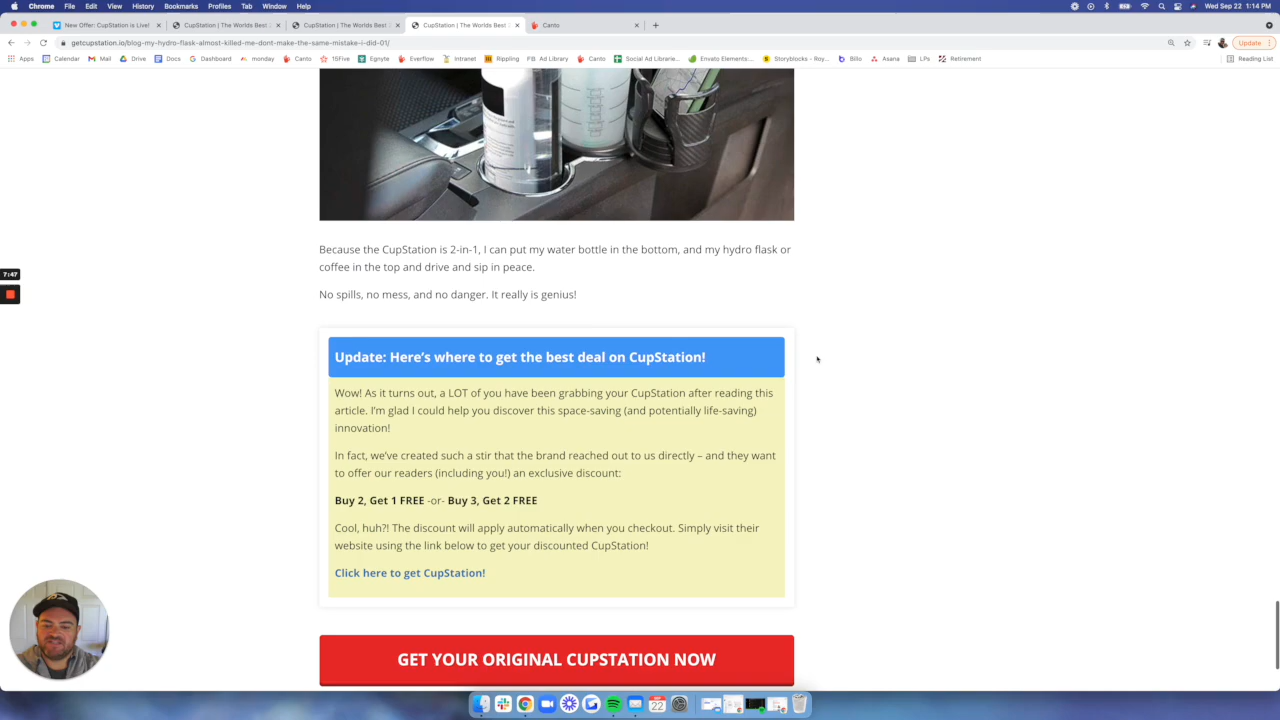 Chrome File Edit View History Bookmarks Profiles Tab Window Help
Wed Sep 22 1:14 PM
New Offer: CupStation is Live!
CupStation | The Worlds Best
CupStation | The Worlds Best
CupStation | The Worlds Best
Canto
getcupstation.io/blog-my-hydro-flask-almost-killed-me-dont-make-the-same-mistake-i-did-01/
Update
Apps Calendar Mail Drive Docs Dashboard monday Canto 15Five Egnyte Everflow Intranet Rippling Ad Library Canto Social Ad Librarie... Envato Elements:... Storyblocks - Roy... Billo Asana LPs Retirement Reading List
Because the CupStation is 2-in-1, I can put my water bottle in the bottom, and my hydro flask or
coffee in the top and drive and sip in peace.
7:47
No spills, no mess, and no danger. It really is genius!
Update: Here's where to get the best deal on CupStation!
Wow! As it turns out, a LOT of you have been grabbing your CupStation after reading this
article. I'm glad I could help you discover this space-saving (and potentially life-saving)
innovation!
In fact, we've created such a stir that the brand reached out to us directly – and they want
to offer our readers (including you!) an exclusive discount:
Buy 2, Get 1 FREE -or- Buy 3, Get 2 FREE
Cool, huh?! The discount will apply automatically when you checkout. Simply visit their
website using the link below to get your discounted CupStation!
Click here to get CupStation!
GET YOUR ORIGINAL CUPSTATION NOW
22